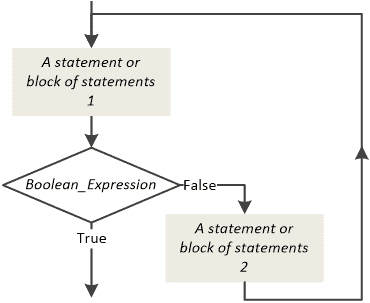 A statement or
block of statements
1
Boolean_Expression
False
True
A statement or
block of statements
2